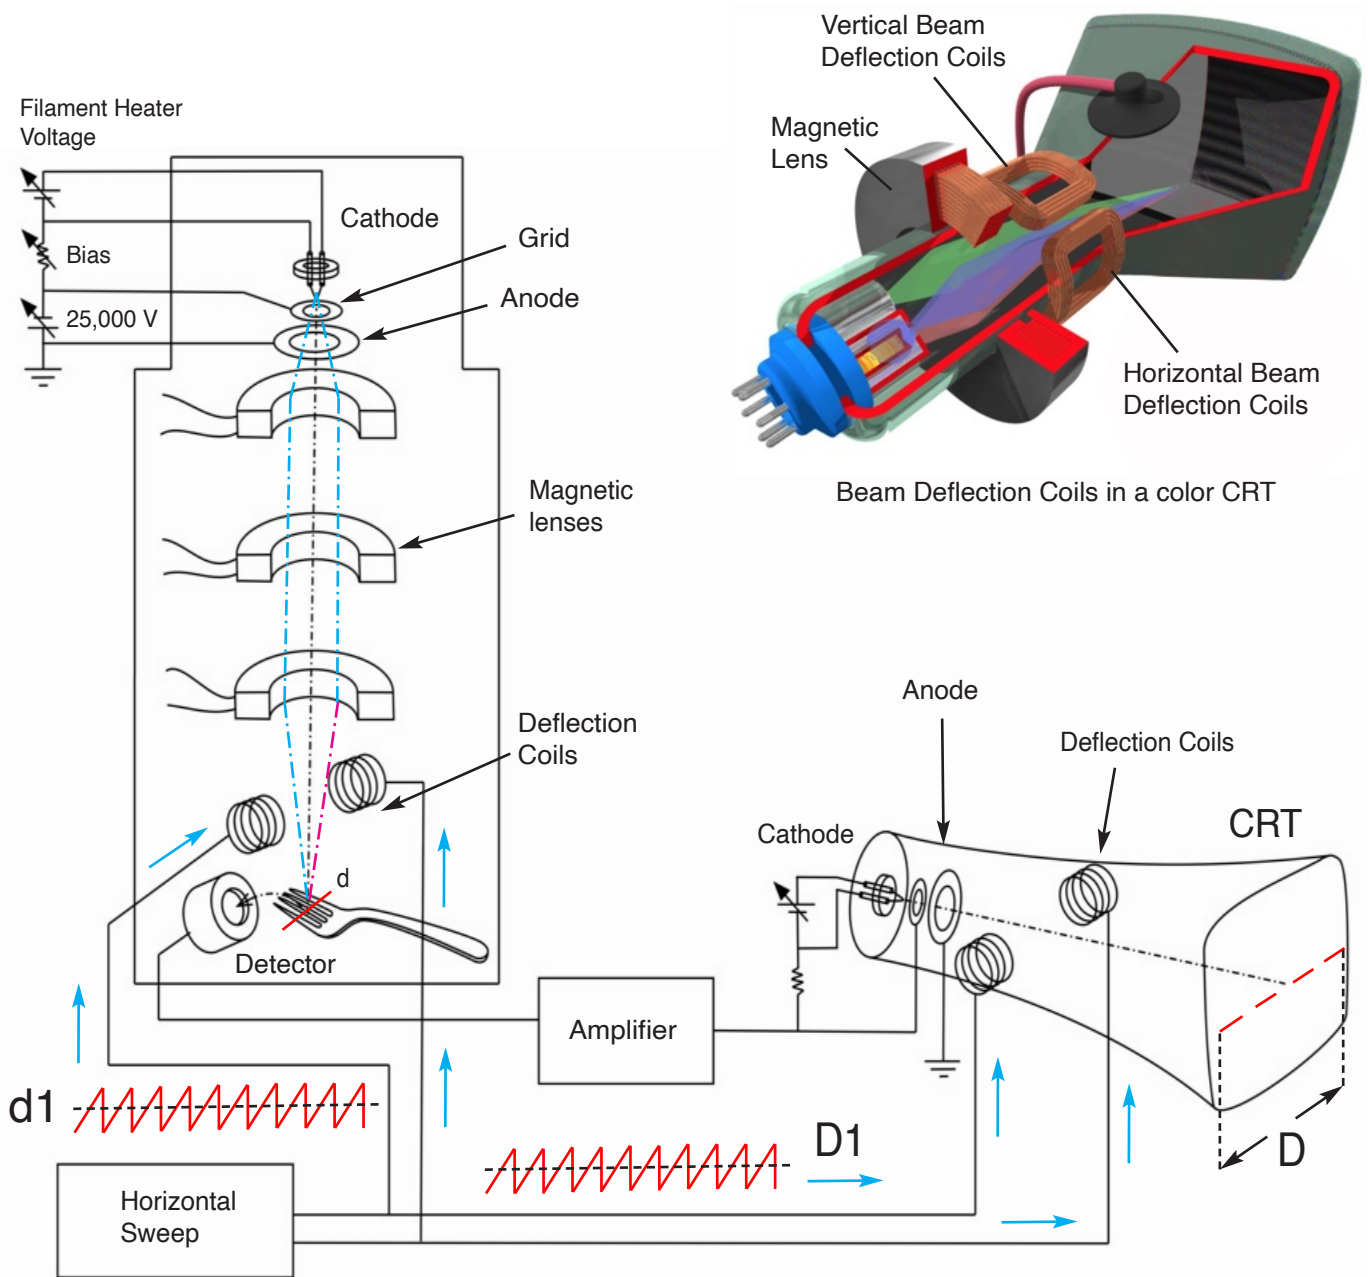 Vertical Beam
Deflection Coils
Filament Heater
Voltage
Magnetic
Lens
Cathode
Grid
Bias
Anode
25,000 V
Horizontal Beam
Deflection Coils
Beam Deflection Coils in a color CRT
Magnetic
lenses
Anode
Deflection
Coils
Deflection Coils
CRT
Cathode
d
Detector
Amplifier
d1
D1
D
Horizontal
Sweep